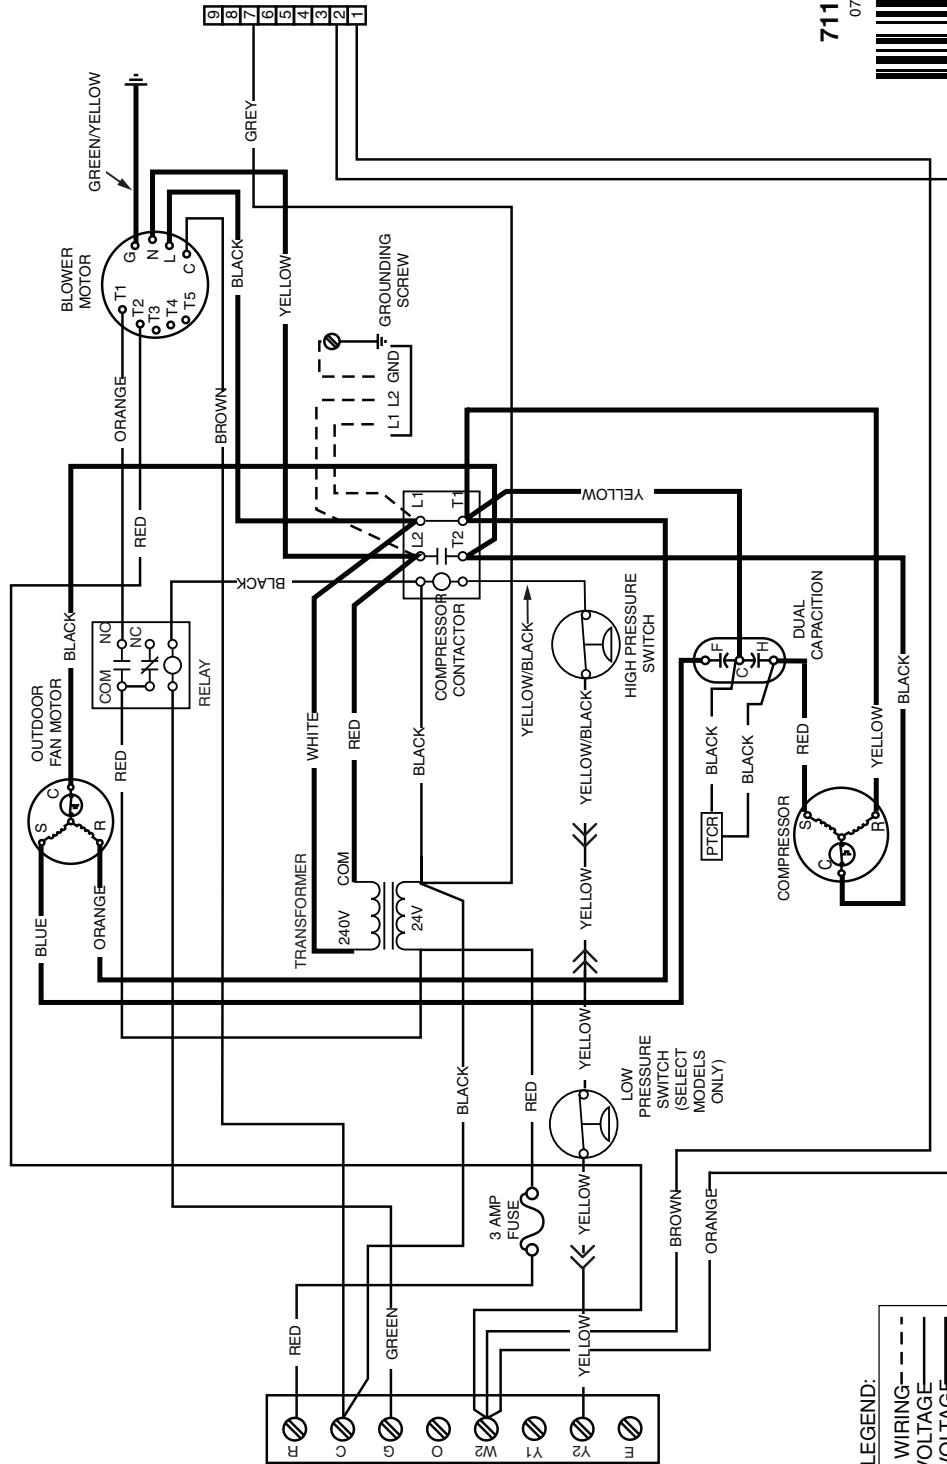 9
8
7
6
5
4
3
2
1
711
07
GREEN/YELLOW
GREY
BLOWER
MOTOR
G
N
L
C
T1
T2
T3
T4
T5
BLACK
YELLOW
GROUNDING
SCREW
ORANGE
BROWN
L1 L2 GND
RED
YELLOW
L1
T1
L2
T2
BLACK
COMPRESSOR
CONTACTOR
OUTDOOR
FAN MOTOR
BLACK
COM
NO
NC
RELAY
C
S
R
RED
WHITE
RED
BLACK
YELLOW/BLACK
HIGH PRESSURE
SWITCH
DUAL
CAPACITION
F
C
H
YELLOW/BLACK
BLACK
BLACK
RED
YELLOW
BLACK
PTCR
COMPRESSOR
S
C
R
TRANSFORMER
240V
COM
24V
BLUE
ORANGE
YELLOW
YELLOW
LOW
PRESSURE
SWITCH
(SELECT
MODELS
ONLY)
BLACK
RED
3 AMP
FUSE
YELLOW
BROWN
ORANGE
RED
GREEN
YELLOW
R
C
G
O
W2
Y1
Y2
E
LEGEND:
WIRING
VOLTAGE
VOLTAGE